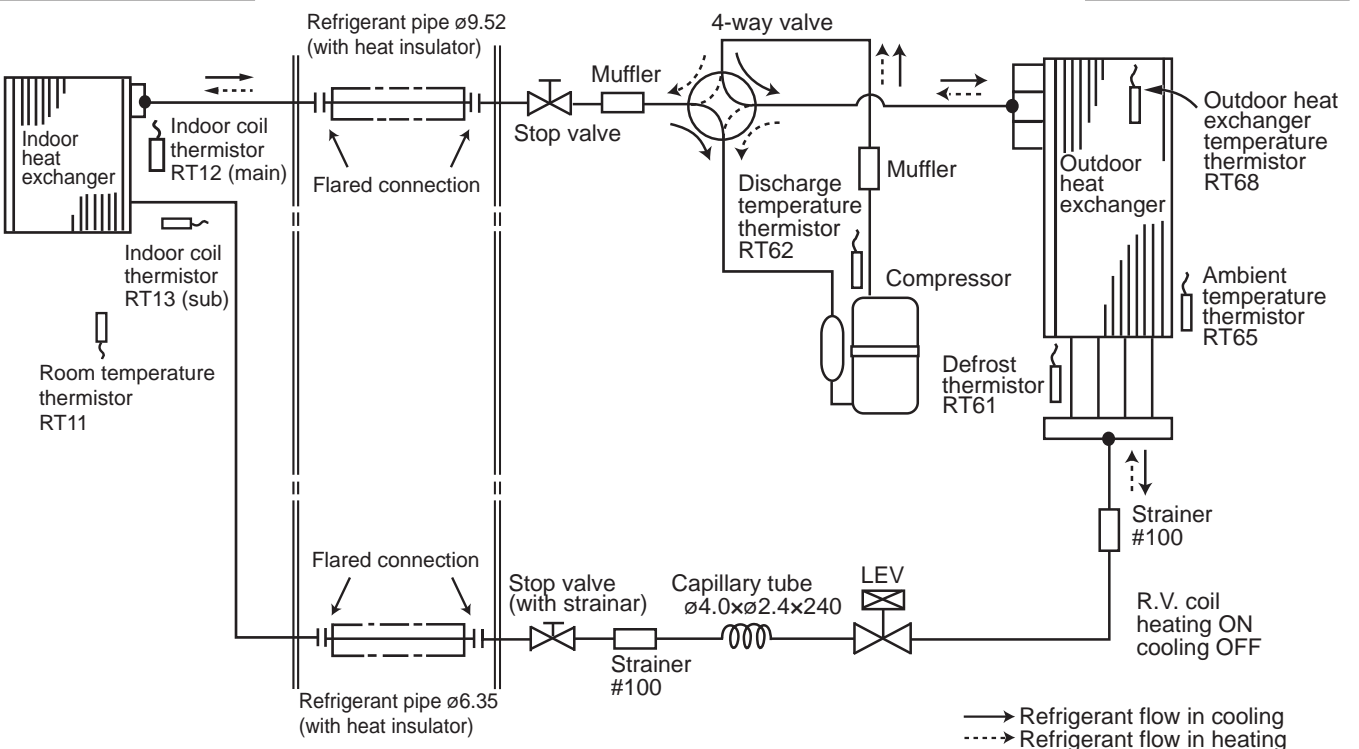 Refrigerant pipe ø9.52
(with heat insulator)
4-way valve
Muffler
Stop valve
Indoor
heat
exchanger
Indoor coil
thermistor
RT12 (main)
Flared connection
Discharge
temperature
thermistor
RT62
Muffler
Outdoor
heat
exchanger
Outdoor heat
exchanger
temperature
thermistor
RT68
Indoor coil
thermistor
RT13 (sub)
Compressor
Ambient
temperature
thermistor
RT65
Room temperature
thermistor
RT11
Defrost
thermistor
RT61
Strainer
#100
Flared connection
Stop valve
(with strainar)
Capillary tube
ø4.0×ø2.4×240
LEV
R.V. coil
heating ON
cooling OFF
Strainer
#100
Refrigerant pipe ø6.35
(with heat insulator)
Refrigerant flow in cooling
Refrigerant flow in heating